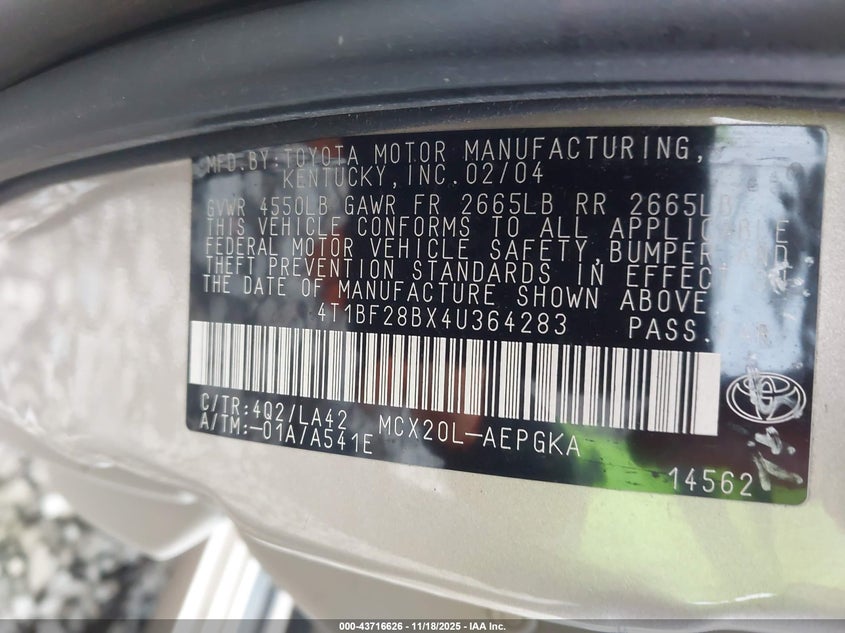 MFD.BY:TOYOTA MOTOR MANUFACTURING,
KENTUCKY, INC. 02/04
GVWR 4550LB GAWR FR 2665LB RR 2665LB
THIS VEHICLE CONFORMS TO ALL APPLICABLE
FEDERAL MOTOR VEHICLE SAFETY, BUMPER AND
THEFT PREVENTION STANDARDS IN EFFECT
THE DATE OF MANUFACTURE SHOWN ABOVE
4T1BF28BX4U364283 PASS.
C/TR:4Q2/LA42 MCX20L-AEPGKA
A/TM:-01A/A541E
14562
000-43716626 | 11/18/2025 | IAA Inc.